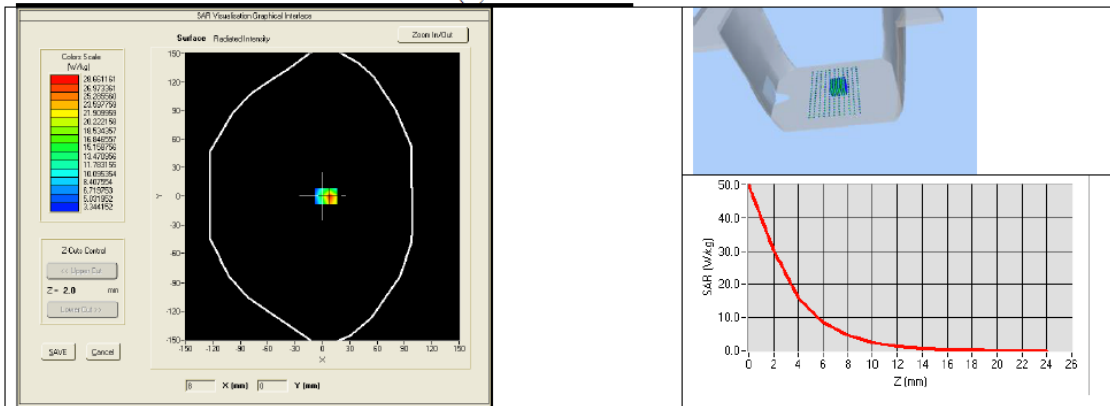 SAR Visualisation Graphical Interface
Surface Radiated Intensity
Zoom In/Out
Colors Scale
(W/kg)
28.661161
26.973361
25.285560
23.597759
21.909959
20.222158
18.534357
16.846557
15.158756
13.470956
11.783155
10.095354
8.407554
6.719753
5.031952
3.344152
150-
120-
90-
60-
30-
0-
-30-
-60-
-90-
-120-
-150-
Y
-150 -120 -90 -60 -30 0 30 60 90 120 150
X
Z-Cuts Control
<< Upper Cut
Z = 2.0 mm
Lower Cut >>
SAVE Cancel
8 X (mm) 0 Y (mm)
50.0-
40.0-
30.0-
20.0-
10.0-
0.0-
SAR (W/kg)
0 2 4 6 8 10 12 14 16 18 20 22 24 26
Z (mm)